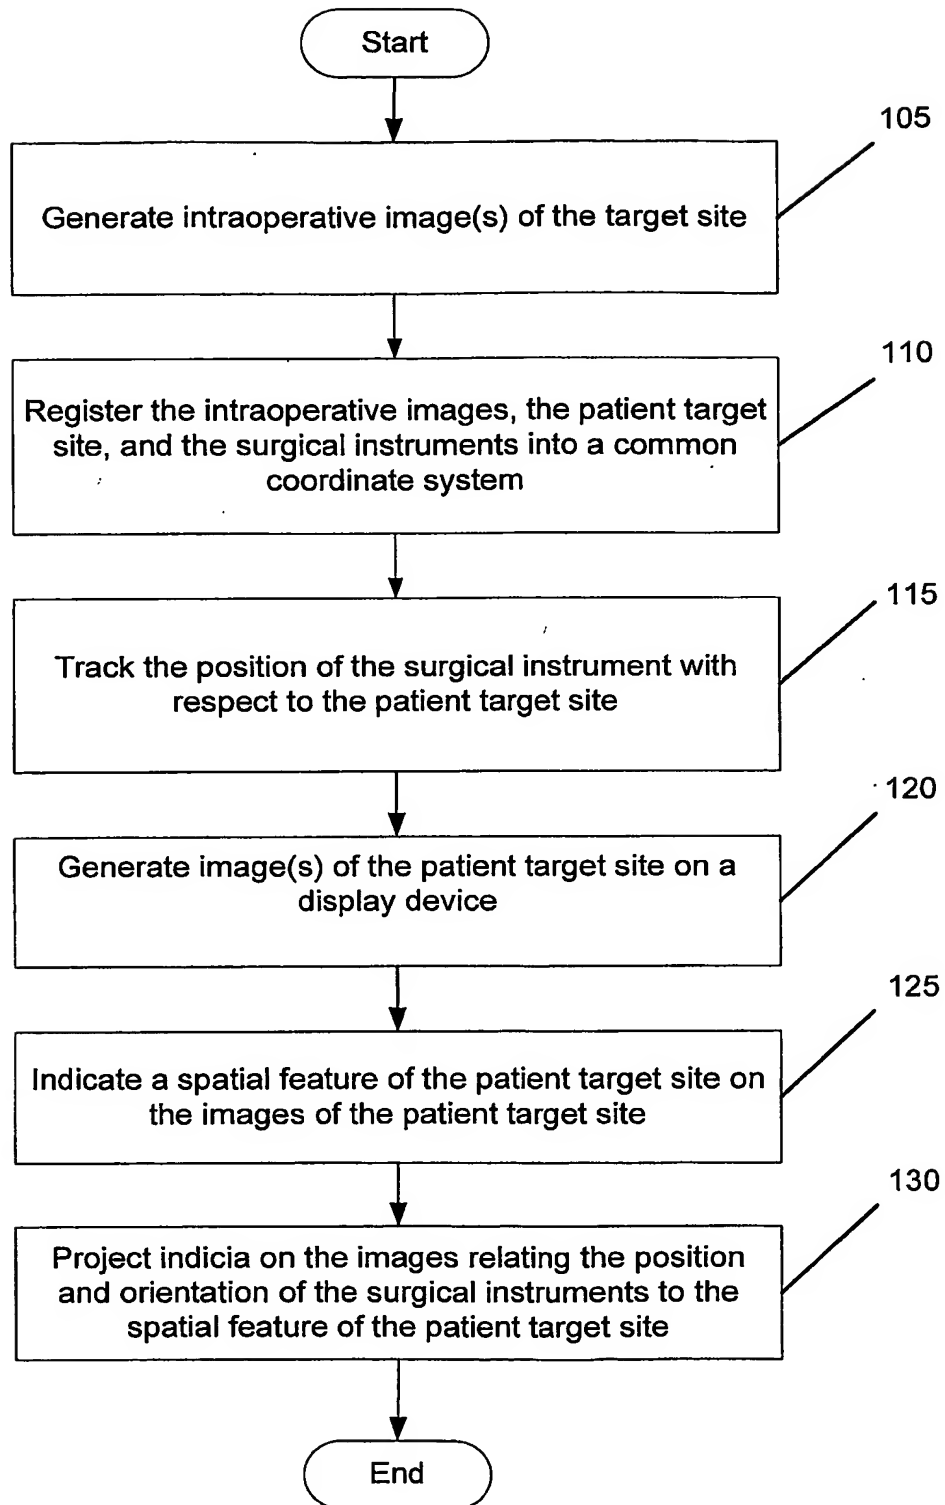 Start
105
Generate intraoperative image(s) of the target site
110
Register the intraoperative images, the patient target
site, and the surgical instruments into a common
coordinate system
115
Track the position of the surgical instrument with
respect to the patient target site
120
Generate image(s) of the patient target site on a
display device
125
Indicate a spatial feature of the patient target site on
the images of the patient target site
130
Project indicia on the images relating the position
and orientation of the surgical instruments to the
spatial feature of the patient target site
End